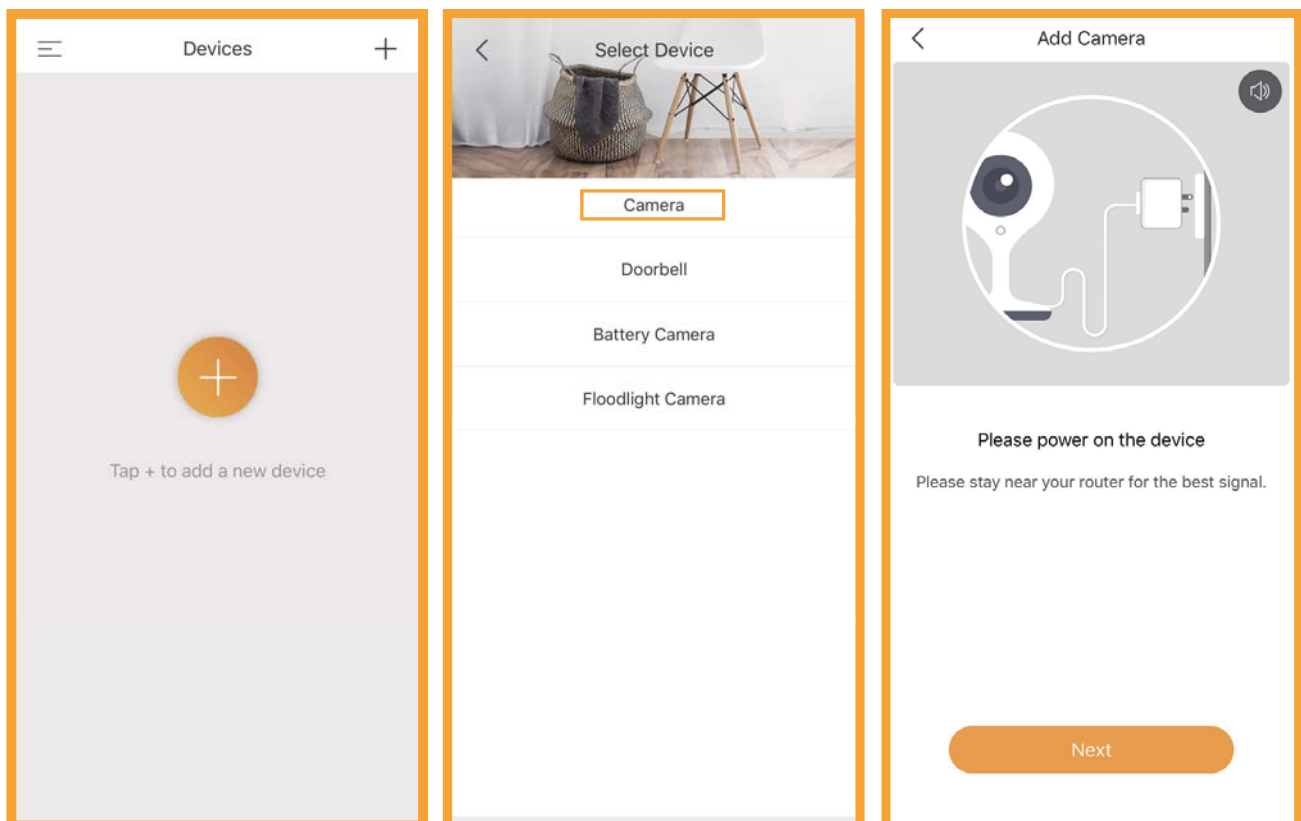 Devices
Tap + to add a new device
Select Device
Camera
Doorbell
Battery Camera
Floodlight Camera
Add Camera
Please power on the device
Please stay near your router for the best signal.
Next